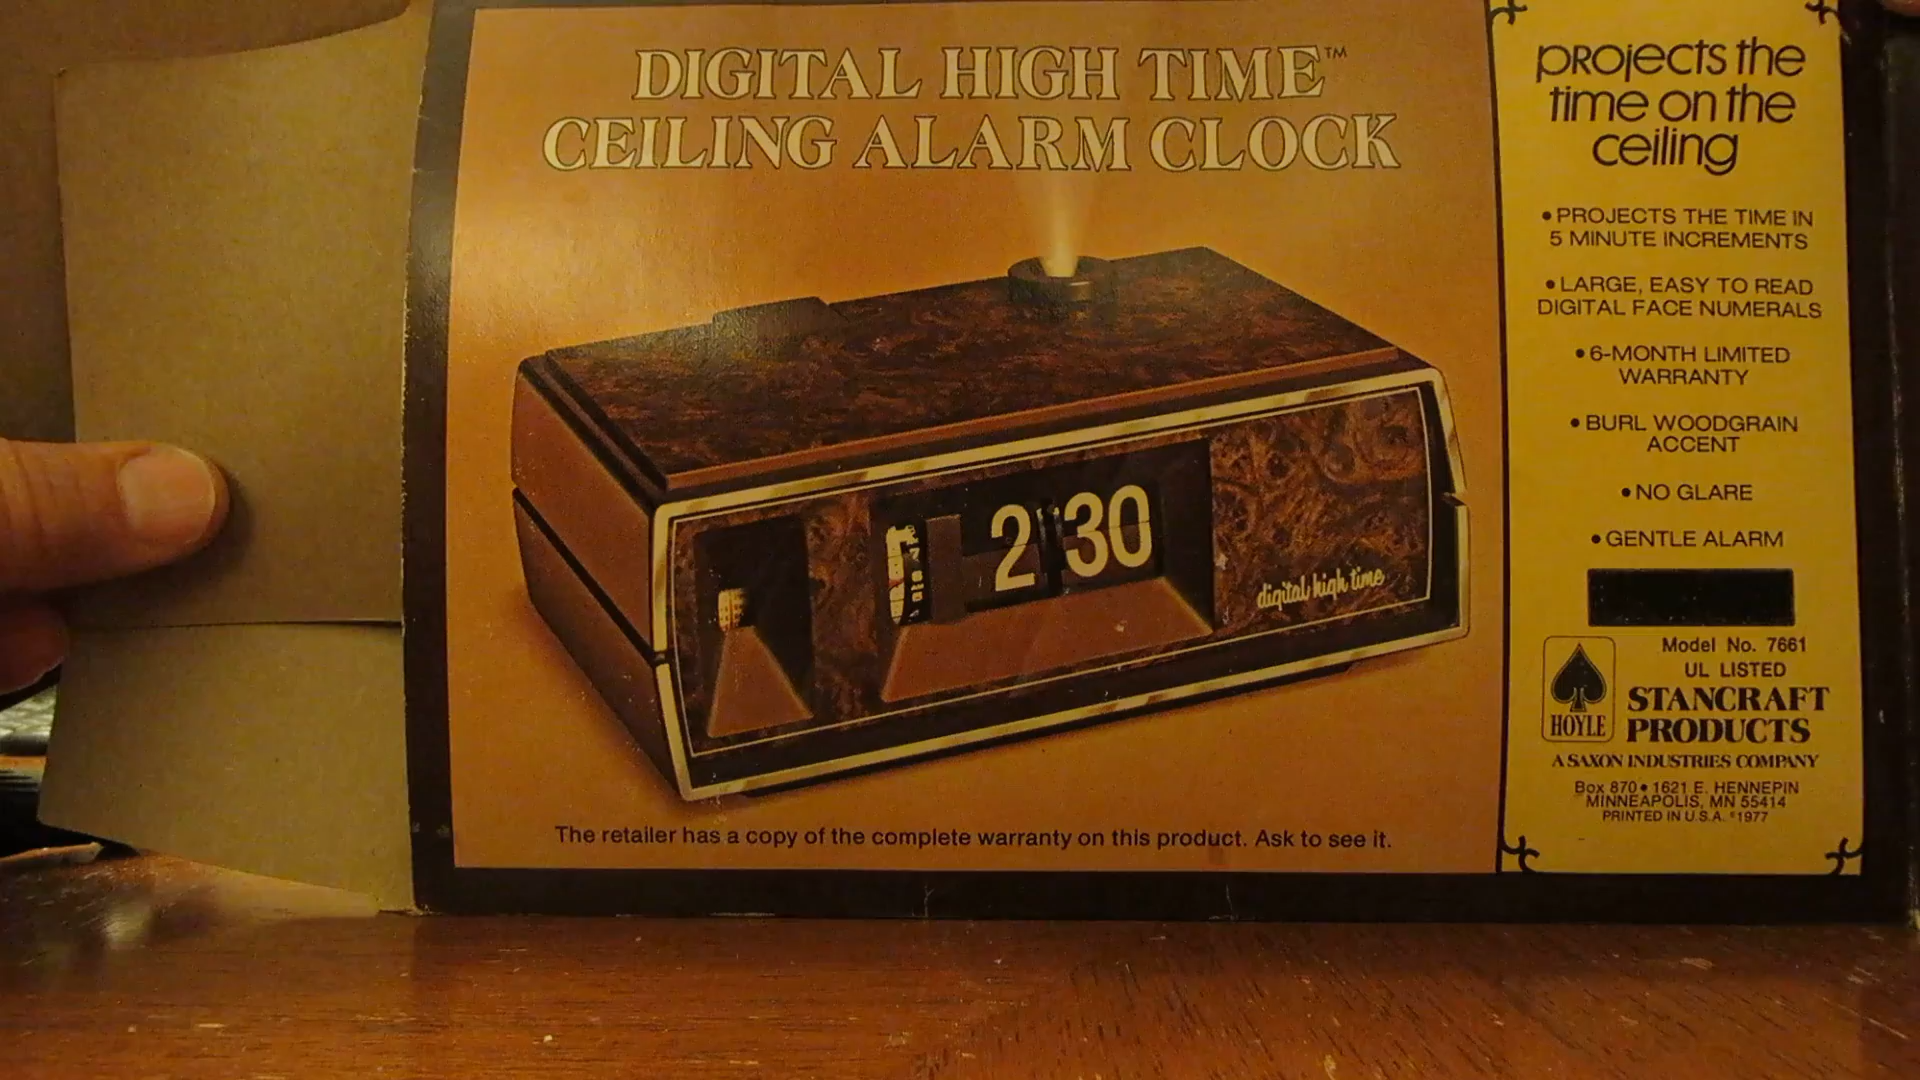 DIGITAL HIGH TIME™
CEILING ALARM CLOCK
2 30
digital high time
The retailer has a copy of the complete warranty on this product. Ask to see it.
projects the
time on the
ceiling
• PROJECTS THE TIME IN
5 MINUTE INCREMENTS
• LARGE, EASY TO READ
DIGITAL FACE NUMERALS
• 6-MONTH LIMITED
WARRANTY
• BURL WOODGRAIN
ACCENT
• NO GLARE
• GENTLE ALARM
Model No. 7661
UL LISTED
HOYLE
STANCRAFT
PRODUCTS
A SAXON INDUSTRIES COMPANY
Box 870 • 1621 E. HENNEPIN
MINNEAPOLIS, MN 55414
PRINTED IN U.S.A. ©1977